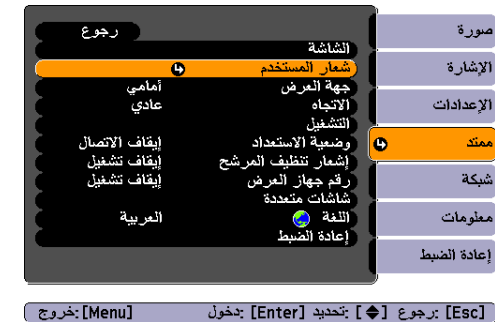 رجوع
الشاشة
شعار المستخدم
جهة العرض أمامي
الاتجاه عادي
التشغيل
وضعية الاستعداد إيقاف الاتصال
إشعار تنظيف المرشح إيقاف تشغيل
رقم جهاز العرض إيقاف تشغيل
شاشات متعددة
اللغة العربية
إعادة الضبط
صورة
الإشارة
الإعدادات
ممتد
شبكة
معلومات
إعادة الضبط
[Esc] :رجوع [◆] :تحديد [Enter] :دخول [Menu] :خروج